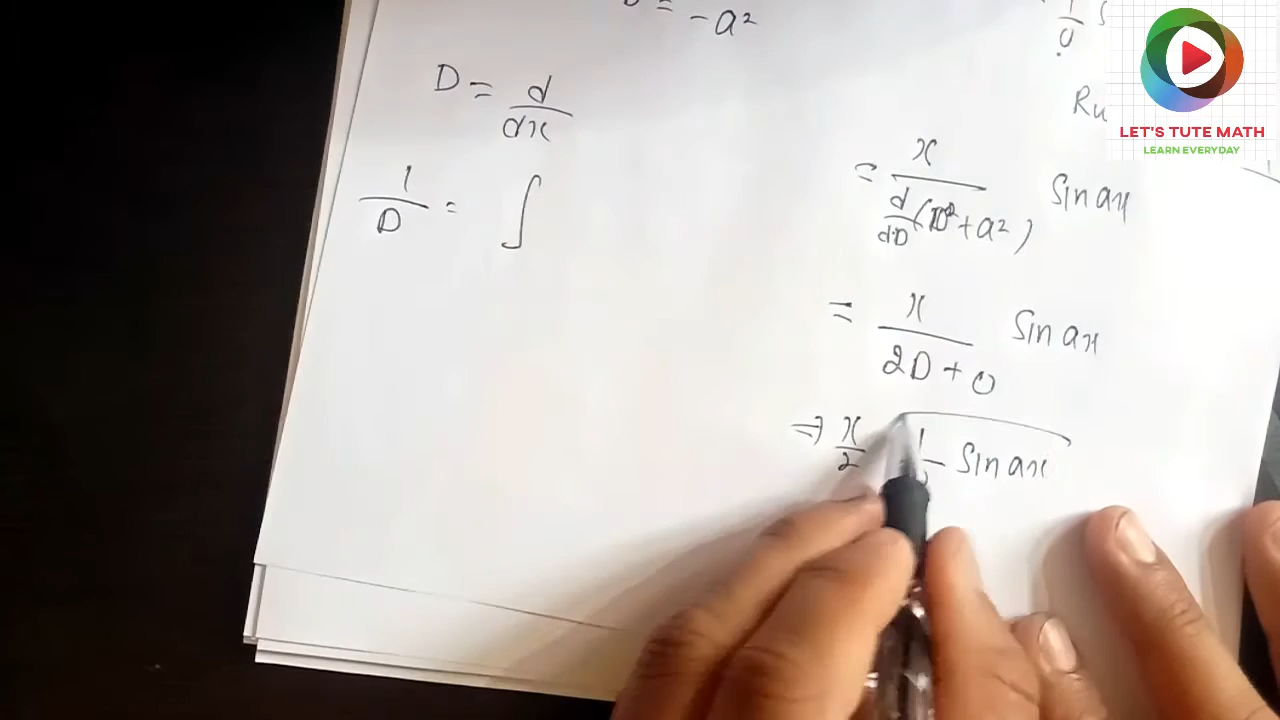 = -a²
D = d/dx
1/D = ∫
1/0 S
Ru
LET'S TUTE MATH
LEARN EVERYDAY
= x / (d/dD (D² + a²)) Sin ax
= x / (2D + 0) Sin ax
⇒ x/2 Sin ax